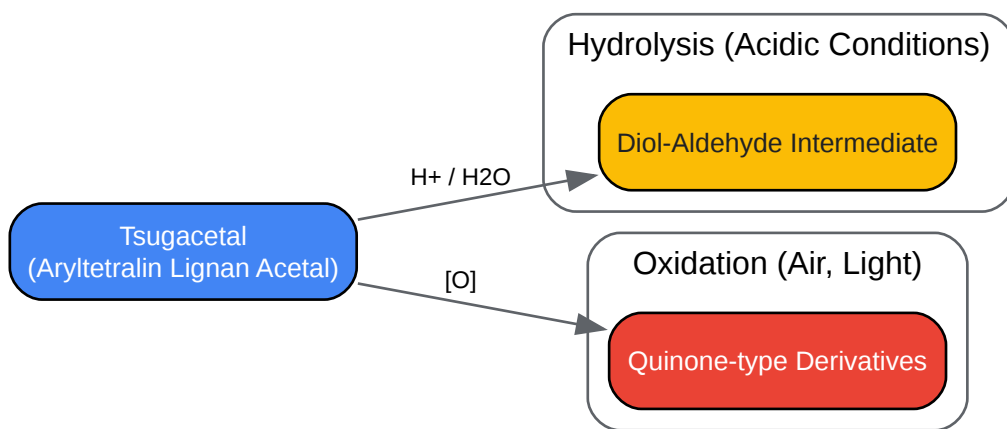 Hydrolysis (Acidic Conditions)
Diol-Aldehyde Intermediate
H+ / H2O
Tsugacetal
(Aryltetralin Lignan Acetal)
Oxidation (Air, Light)
[O]
Quinone-type Derivatives